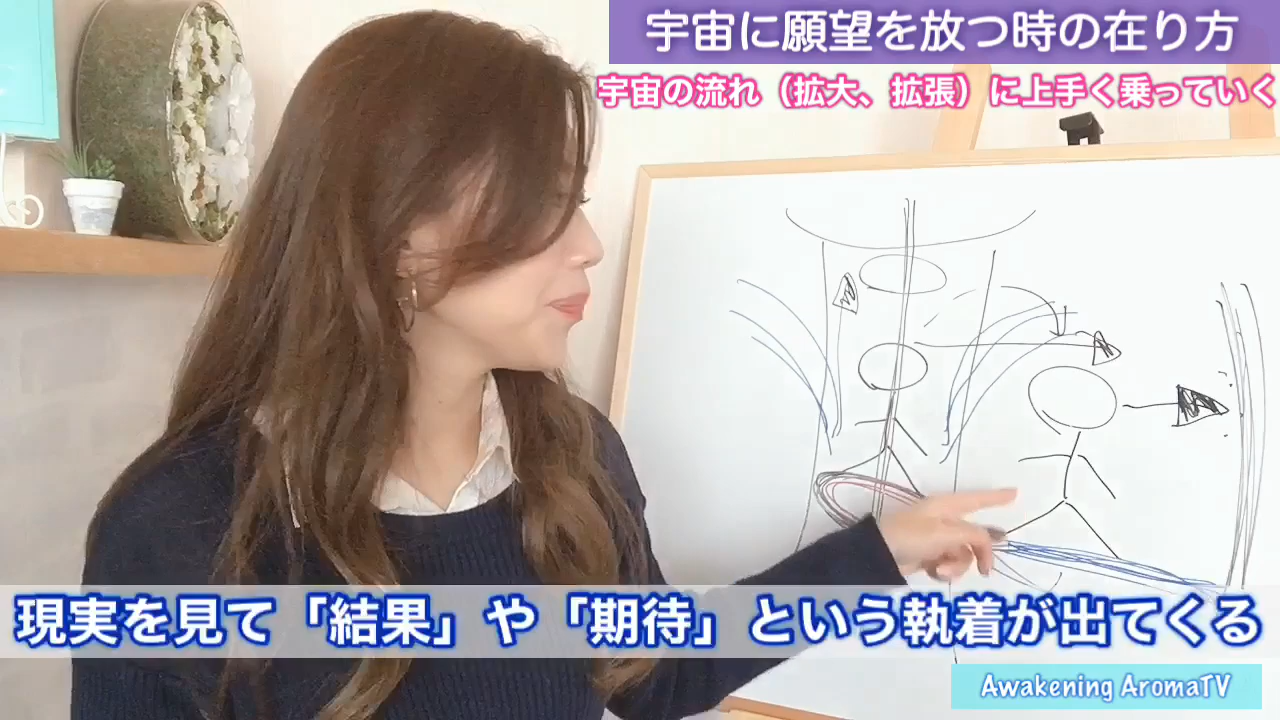 宇宙に願望を放つ時の在り方
宇宙の流れ（拡大、拡張）に上手く乗っていく
現実を見て「結果」や「期待」という執着が出てくる
Awakening AromaTV